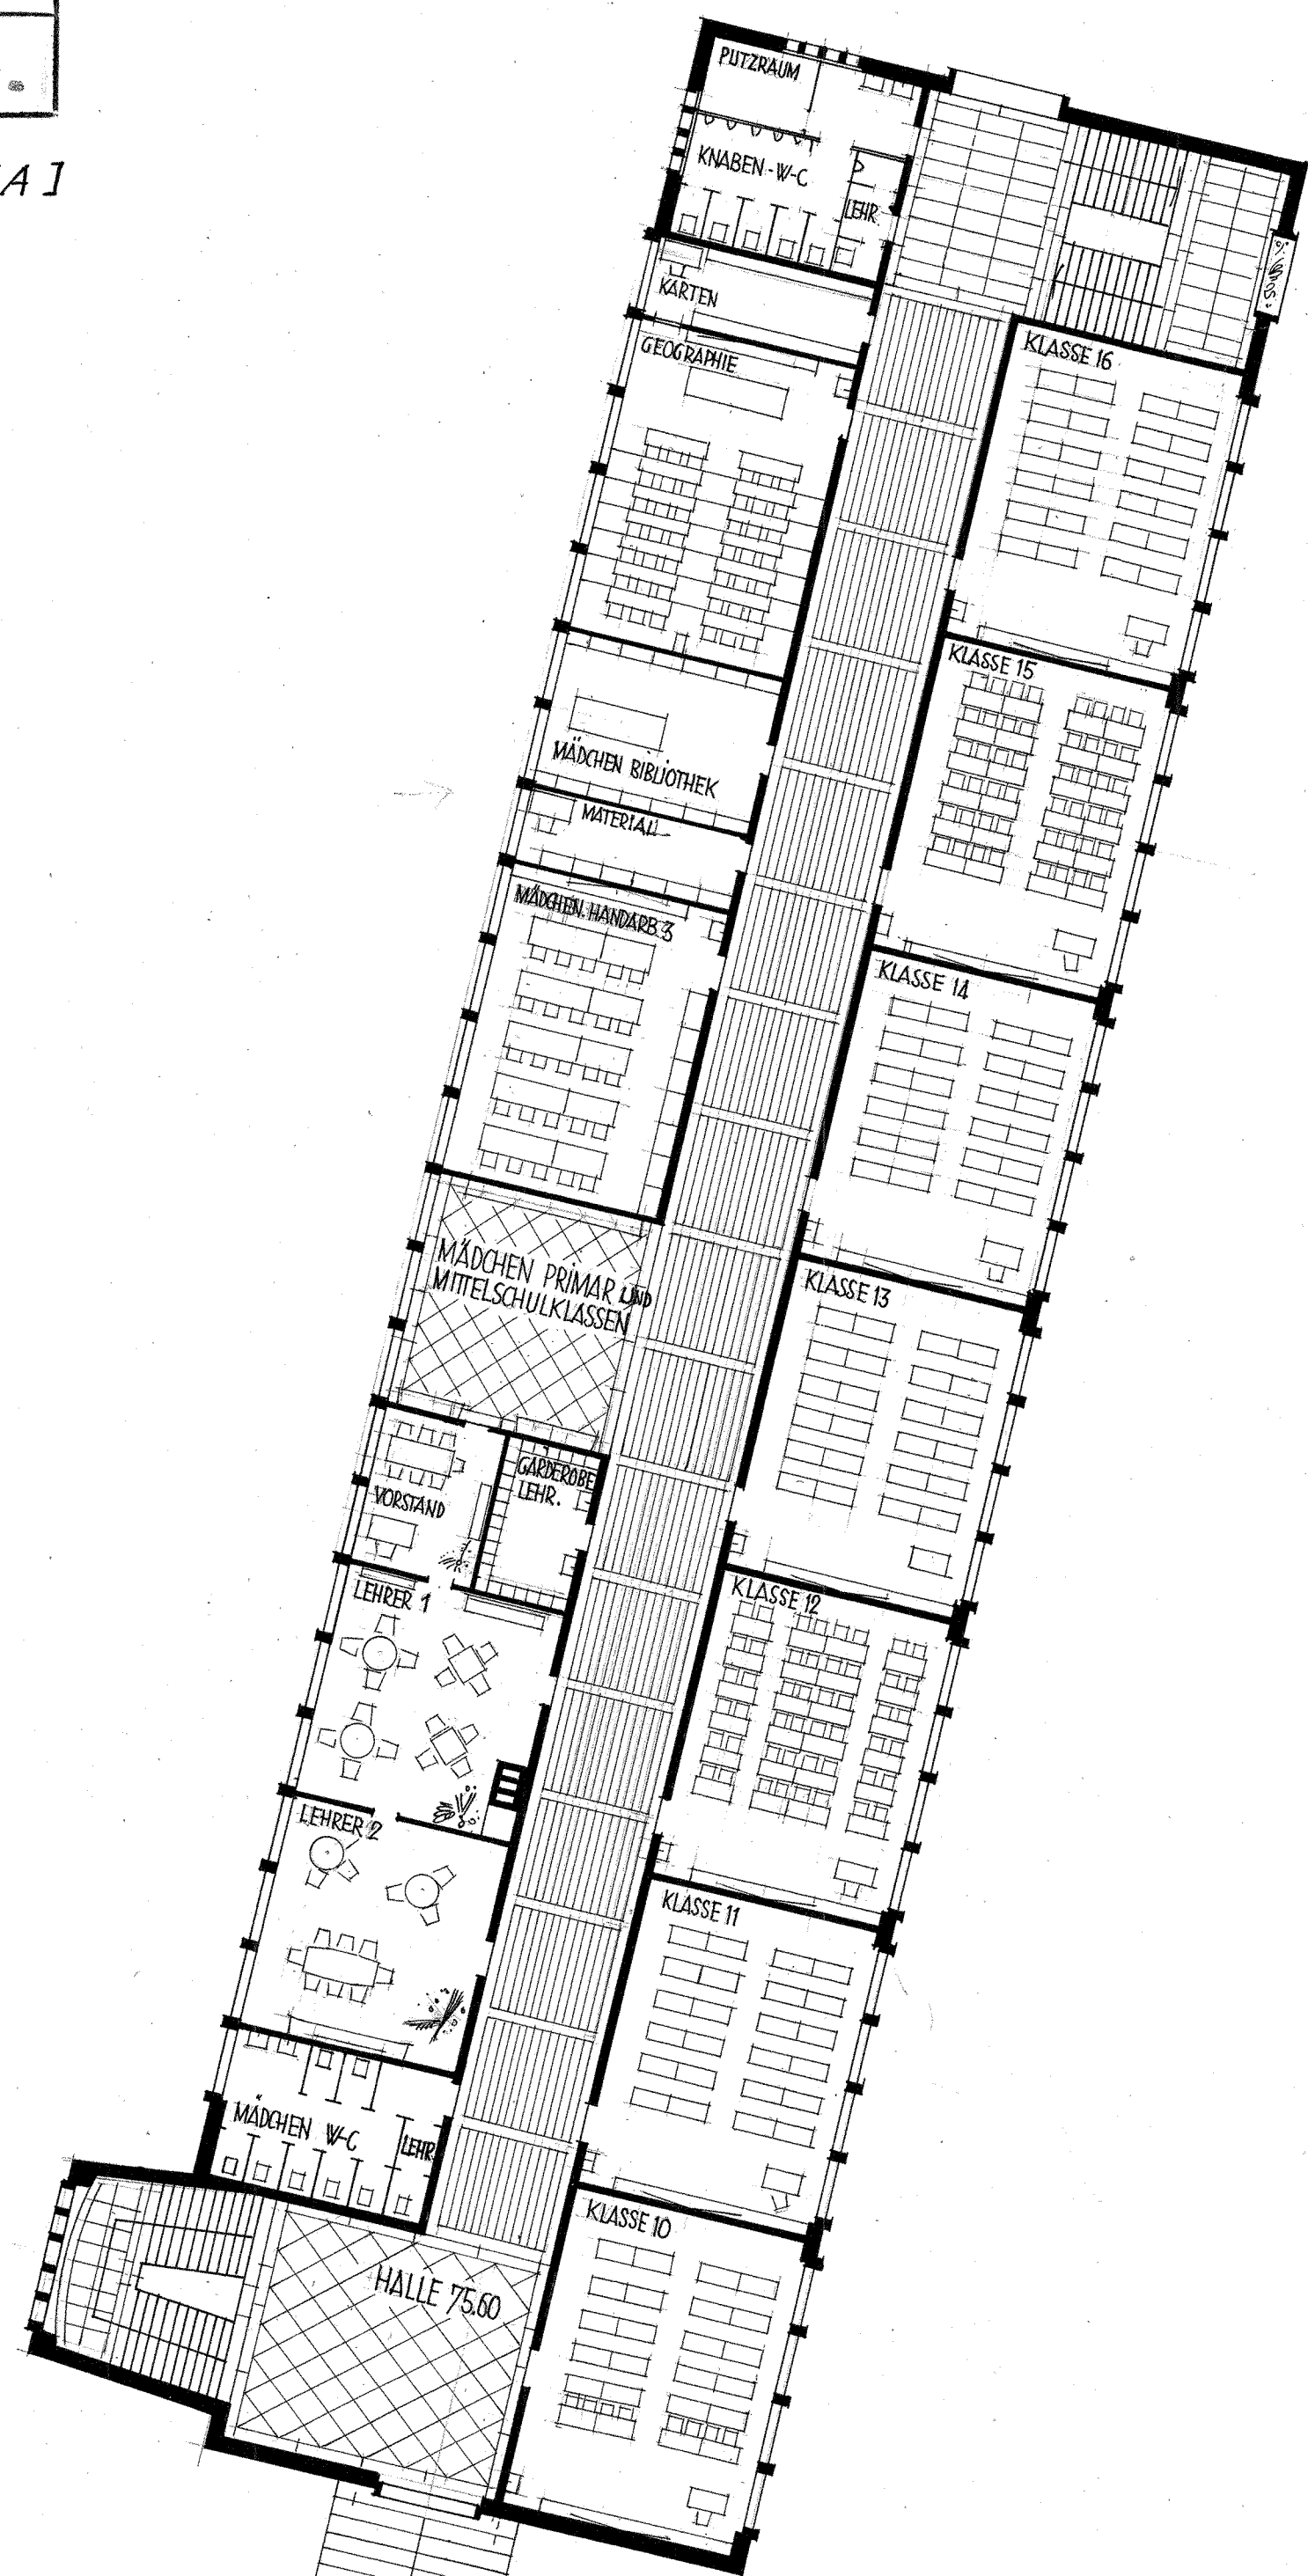 A]
PUTZRAUM
KNABEN-W-C
LEHR.
KARTEN
GEOGRAPHIE
KLASSE 16
KLASSE 15
MÄDCHEN BIBLIOTHEK
MATERIAL
MÄDCHEN. HANDARB. 3
KLASSE 14
MÄDCHEN PRIMAR UND
MITTELSCHULKLASSEN
KLASSE 13
GARDEROBE
LEHR.
VORSTAND
LEHRER 1
KLASSE 12
LEHRER 2
KLASSE 11
MÄDCHEN W-C
LEHR.
KLASSE 10
HALLE 75.60